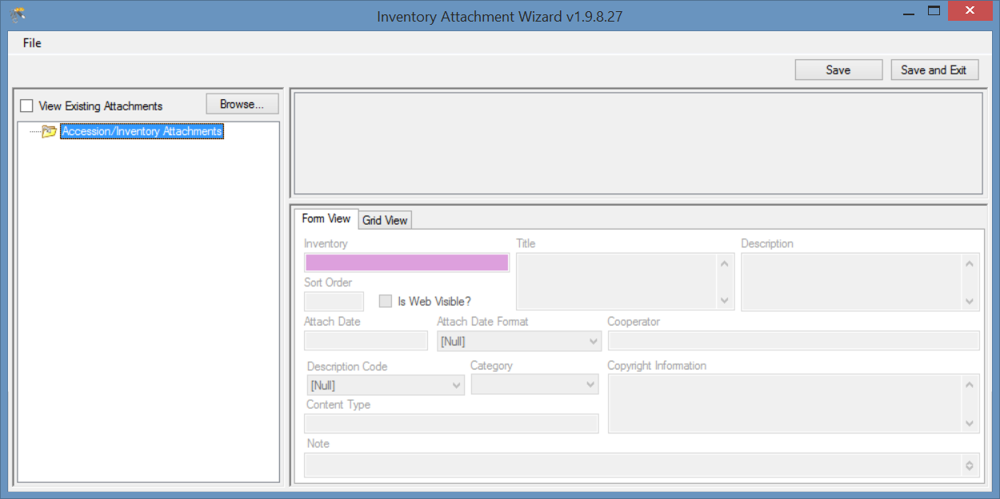 Inventory Attachment Wizard v1.9.8.27
File
Save
Save and Exit
View Existing Attachments
Browse...
Accession/Inventory Attachments
Form View
Grid View
Inventory
Title
Description
Sort Order
Is Web Visible?
Attach Date
Attach Date Format
Cooperator
[Null]
Description Code
Category
Copyright Information
[Null]
Content Type
Note